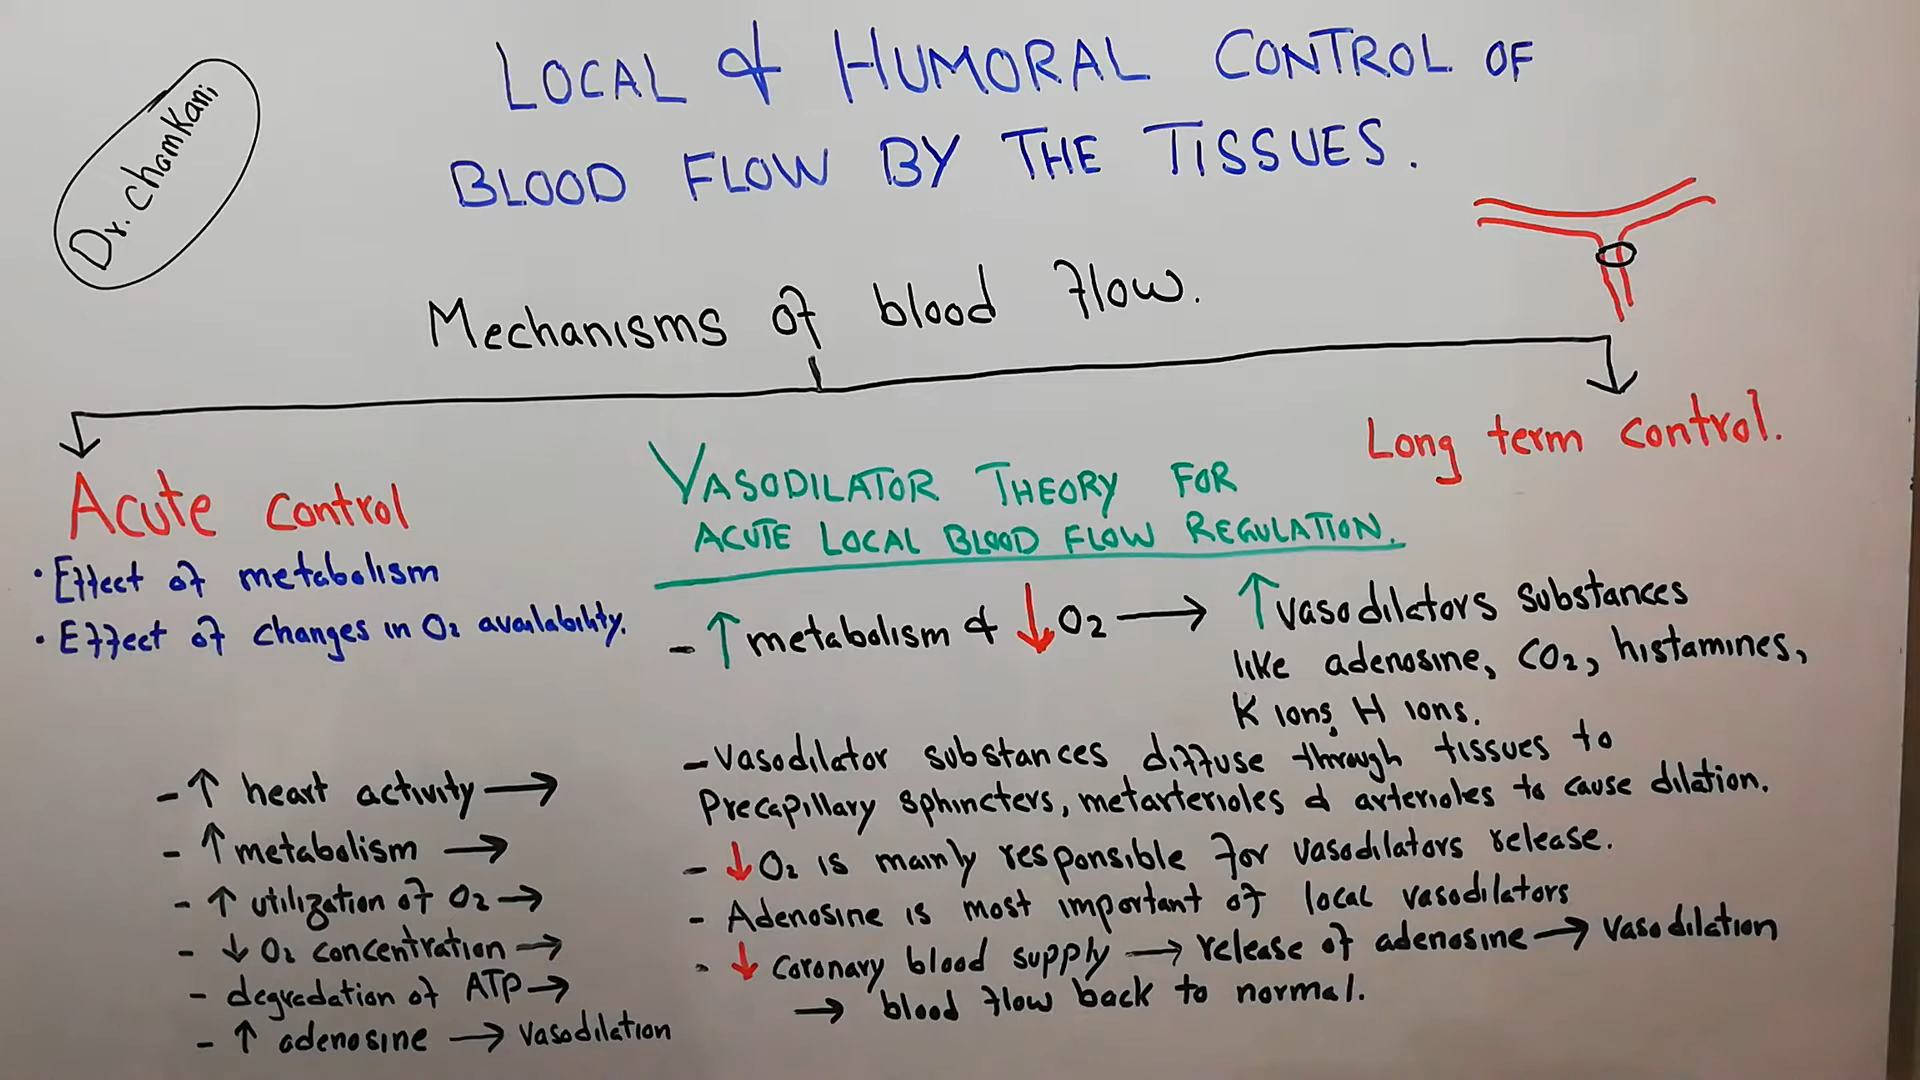 Dr. Chamkani
LOCAL & HUMORAL CONTROL OF
BLOOD FLOW BY THE TISSUES.
Mechanisms of blood flow.
Acute control
• Effect of metabolism
• Effect of changes in O2 availability.
- ↑ heart activity →
- ↑ metabolism →
- ↑ utilization of O2 →
- ↓ O2 concentration →
- degradation of ATP →
- ↑ adenosine → vasodilation
Long term control.
VASODILATOR THEORY FOR
ACUTE LOCAL BLOOD FLOW REGULATION.
- ↑ metabolism & ↓ O2 → ↑ vasodilators substances
like adenosine, CO2, histamines,
K ions, H ions.
- Vasodilator substances diffuse through tissues to
Precapillary sphincters, metarterioles & arterioles to cause dilation.
- ↓ O2 is mainly responsible for vasodilators release.
- Adenosine is most important of local vasodilators
- ↓ coronary blood supply → release of adenosine → vasodilation
→ blood flow back to normal.